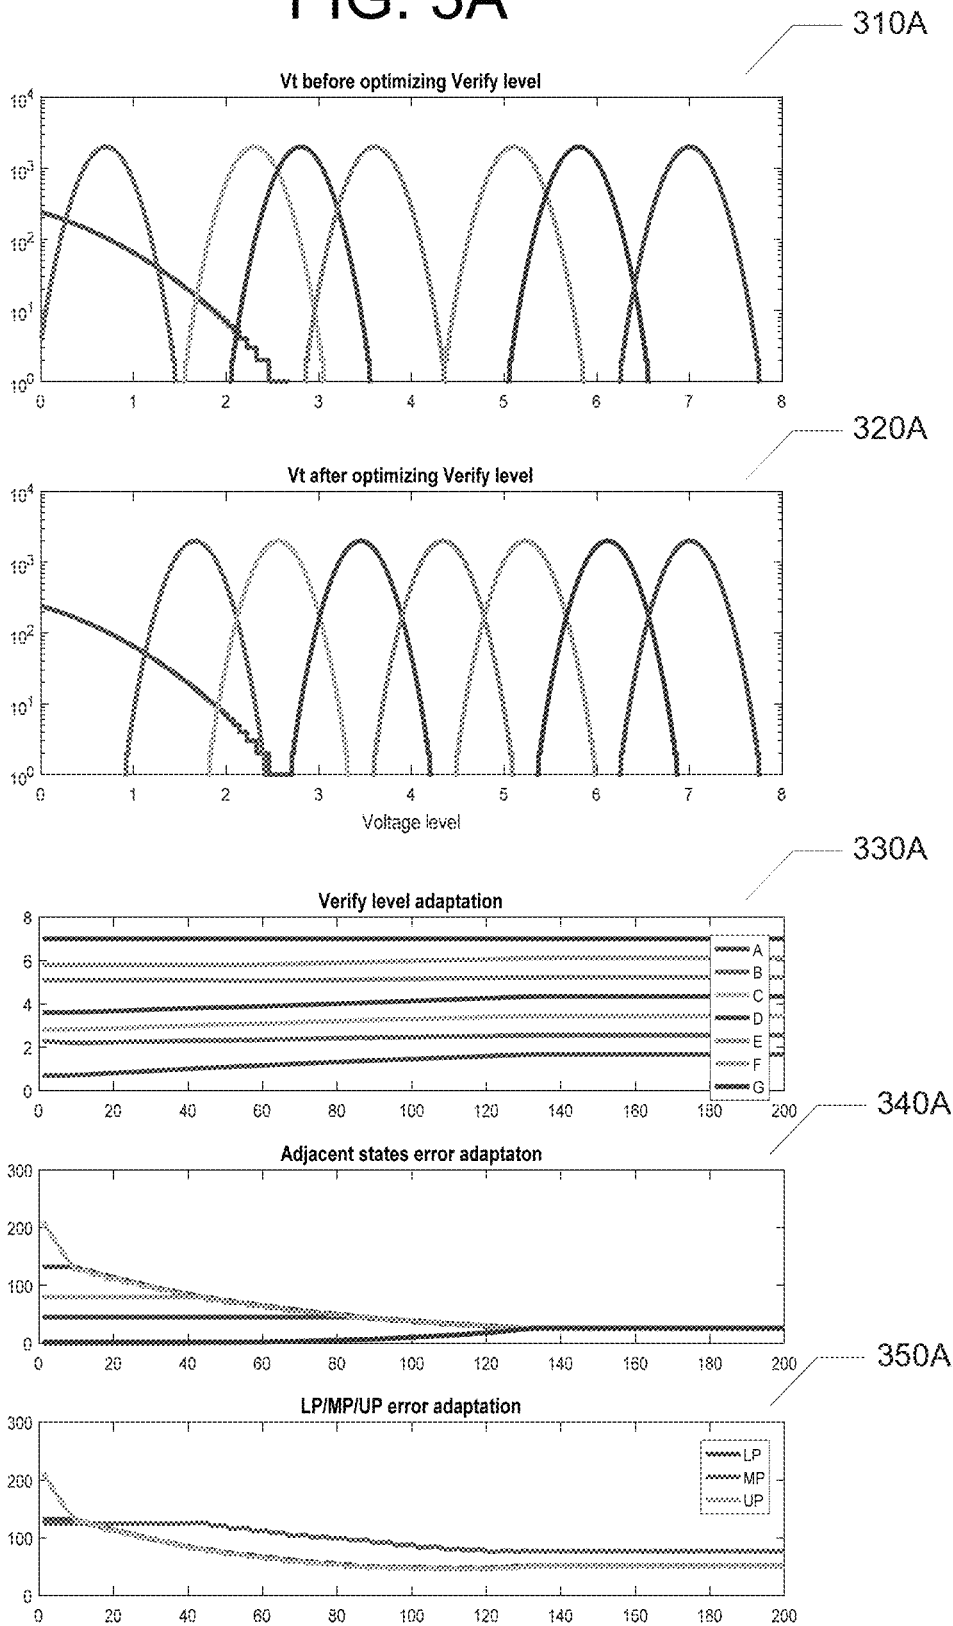 FIG. 3A
310A
Vt before optimizing Verify level
10^4
10^3
10^2
10^1
10^0
0 1 2 3 4 5 6 7 8
320A
Vt after optimizing Verify level
10^4
10^3
10^2
10^1
10^0
0 1 2 3 4 5 6 7 8
Voltage level
330A
Verify level adaptation
8
6
4
2
0
A
B
C
D
E
F
G
0 20 40 60 80 100 120 140 160 180 200
340A
Adjacent states error adaptaton
300
200
100
0
0 20 40 60 80 100 120 140 160 180 200
350A
LP/MP/UP error adaptation
300
200
100
0
LP
MP
UP
0 20 40 60 80 100 120 140 160 180 200